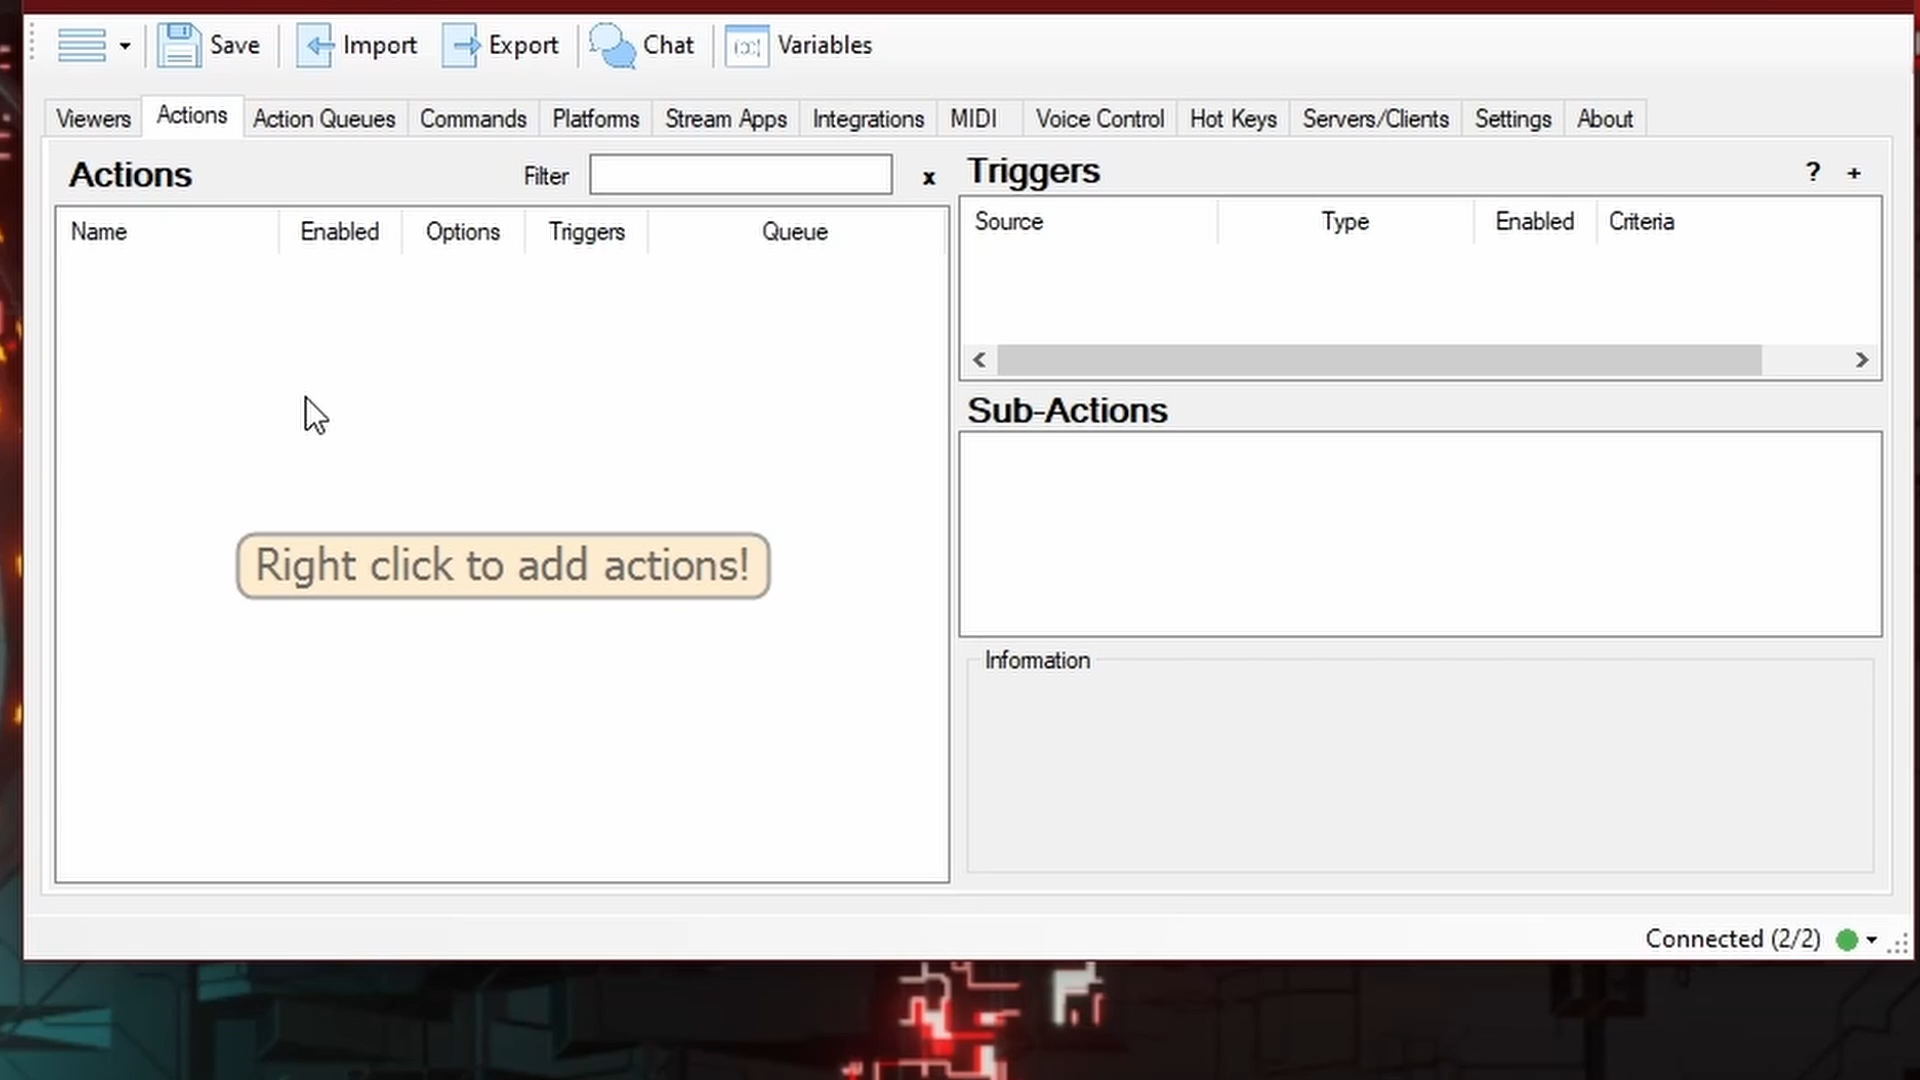 Save Import Export Chat Variables
Viewers Actions Action Queues Commands Platforms Stream Apps Integrations MIDI Voice Control Hot Keys Servers/Clients Settings About
Actions Filter x
Name Enabled Options Triggers Queue
Right click to add actions!
Triggers ? +
Source Type Enabled Criteria
Sub-Actions
Information
Connected (2/2)